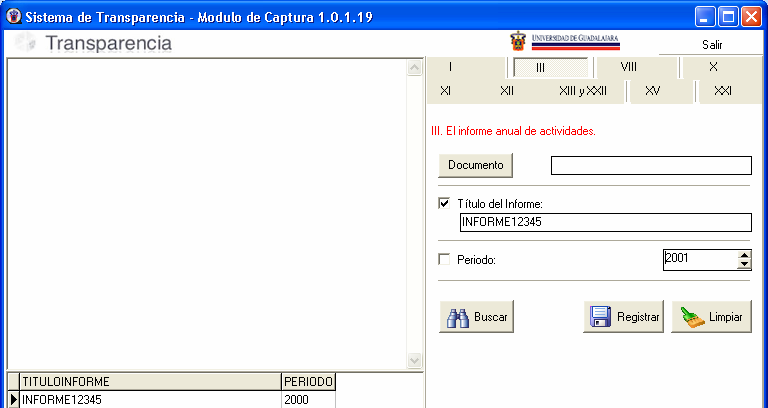 Sistema de Transparencia - Modulo de Captura 1.0.1.19
Transparencia
UNIVERSIDAD DE GUADALAJARA
Salir
I III VIII X
XI XII XIII y XXII XV XXI
III. El informe anual de actividades.
Documento
Título del Informe:
INFORME12345
Periodo: 2001
Buscar Registrar Limpiar
TITULOINFORME PERIODO
INFORME12345 2000